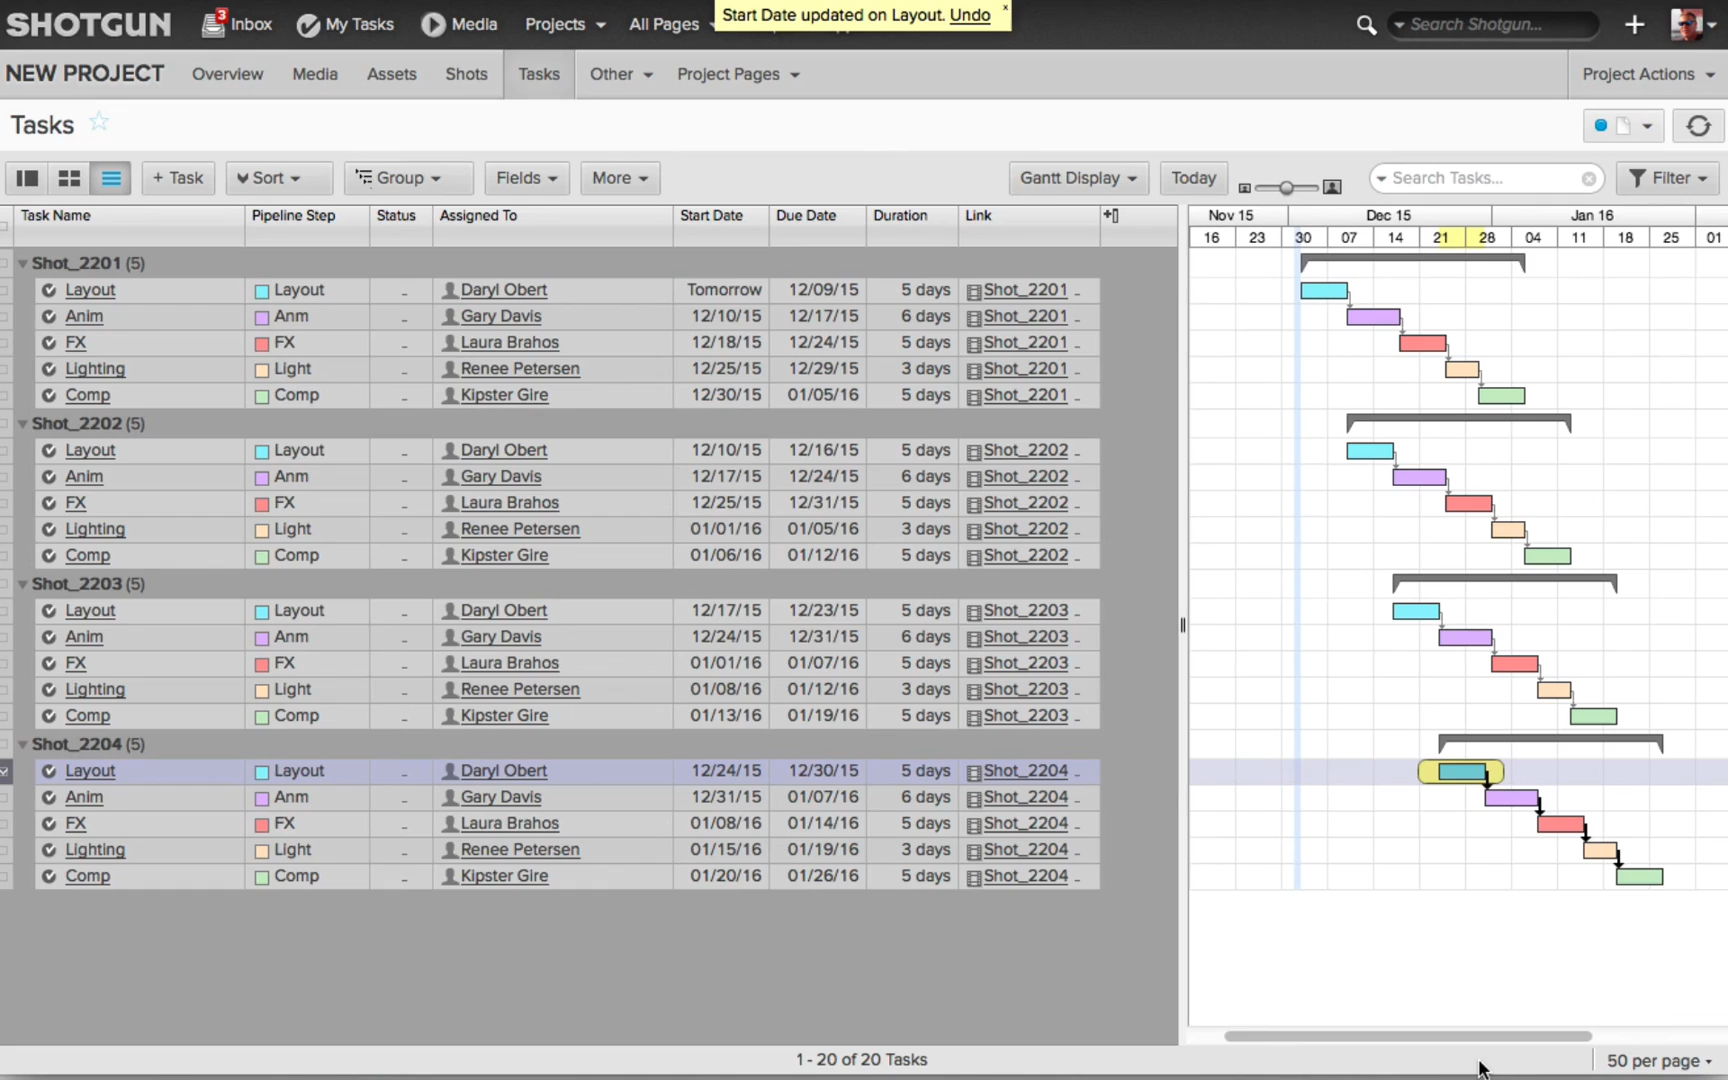 SHOTGUN 3 Inbox My Tasks Media Projects All Pages Start Date updated on Layout. Undo x Search Shotgun...
NEW PROJECT Overview Media Assets Shots Tasks Other Project Pages Project Actions
Tasks
+ Task Sort Group Fields More Gantt Display Today Search Tasks... Filter
Task Name Pipeline Step Status Assigned To Start Date Due Date Duration Link Nov 15 Dec 15 Jan 16
16 23 30 07 14 21 28 04 11 18 25 01
Shot_2201 (5)
Layout Layout - Daryl Obert Tomorrow 12/09/15 5 days Shot_2201 -
Anim Anm - Gary Davis 12/10/15 12/17/15 6 days Shot_2201 -
FX FX - Laura Brahos 12/18/15 12/24/15 5 days Shot_2201 -
Lighting Light - Renee Petersen 12/25/15 12/29/15 3 days Shot_2201 -
Comp Comp - Kipster Gire 12/30/15 01/05/16 5 days Shot_2201 -
Shot_2202 (5)
Layout Layout - Daryl Obert 12/10/15 12/16/15 5 days Shot_2202 -
Anim Anm - Gary Davis 12/17/15 12/24/15 6 days Shot_2202 -
FX FX - Laura Brahos 12/25/15 12/31/15 5 days Shot_2202 -
Lighting Light - Renee Petersen 01/01/16 01/05/16 3 days Shot_2202 -
Comp Comp - Kipster Gire 01/06/16 01/12/16 5 days Shot_2202 -
Shot_2203 (5)
Layout Layout - Daryl Obert 12/17/15 12/23/15 5 days Shot_2203 -
Anim Anm - Gary Davis 12/24/15 12/31/15 6 days Shot_2203 -
FX FX - Laura Brahos 01/01/16 01/07/16 5 days Shot_2203 -
Lighting Light - Renee Petersen 01/08/16 01/12/16 3 days Shot_2203 -
Comp Comp - Kipster Gire 01/13/16 01/19/16 5 days Shot_2203 -
Shot_2204 (5)
Layout Layout - Daryl Obert 12/24/15 12/30/15 5 days Shot_2204 -
Anim Anm - Gary Davis 12/31/15 01/07/16 6 days Shot_2204 -
FX FX - Laura Brahos 01/08/16 01/14/16 5 days Shot_2204 -
Lighting Light - Renee Petersen 01/15/16 01/19/16 3 days Shot_2204 -
Comp Comp - Kipster Gire 01/20/16 01/26/16 5 days Shot_2204 -
1 - 20 of 20 Tasks 50 per page